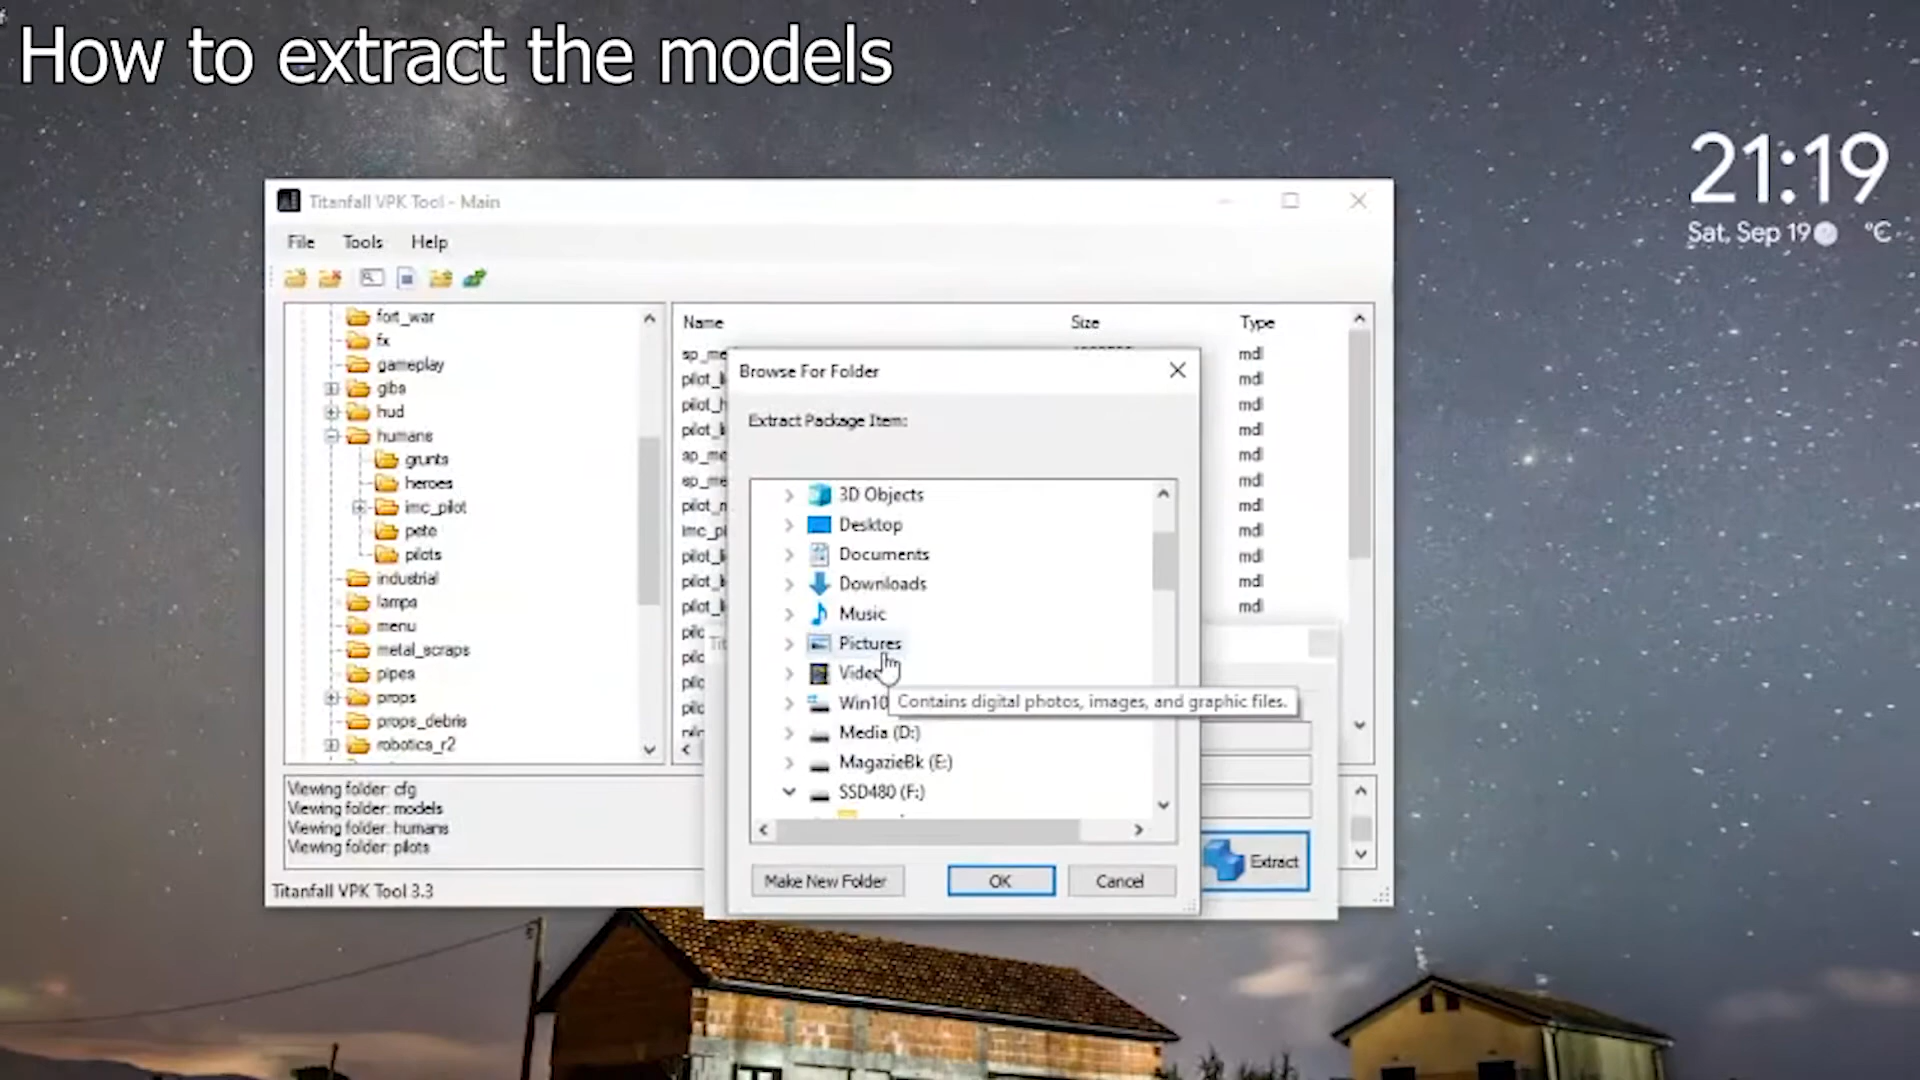 How to extract the models
21:19
Sat, Sep 19 °C
Titanfall VPK Tool - Main
File Tools Help
fort_war
fx
gameplay
gibs
hud
humans
grunts
heroes
imc_pilot
pete
pilots
industrial
lamps
menu
metal_scraps
pipes
props
props_debris
robotics_r2
Name Size Type
mdl
mdl
mdl
mdl
mdl
mdl
mdl
mdl
mdl
mdl
mdl
Browse For Folder
Extract Package Item:
3D Objects
Desktop
Documents
Downloads
Music
Pictures
Contains digital photos, images, and graphic files.
Media (D:)
MagazieBk (E:)
SSD480 (F:)
Make New Folder OK Cancel
Extract
Viewing folder: cfg
Viewing folder: models
Viewing folder: humans
Viewing folder: pilots
Titanfall VPK Tool 3.3